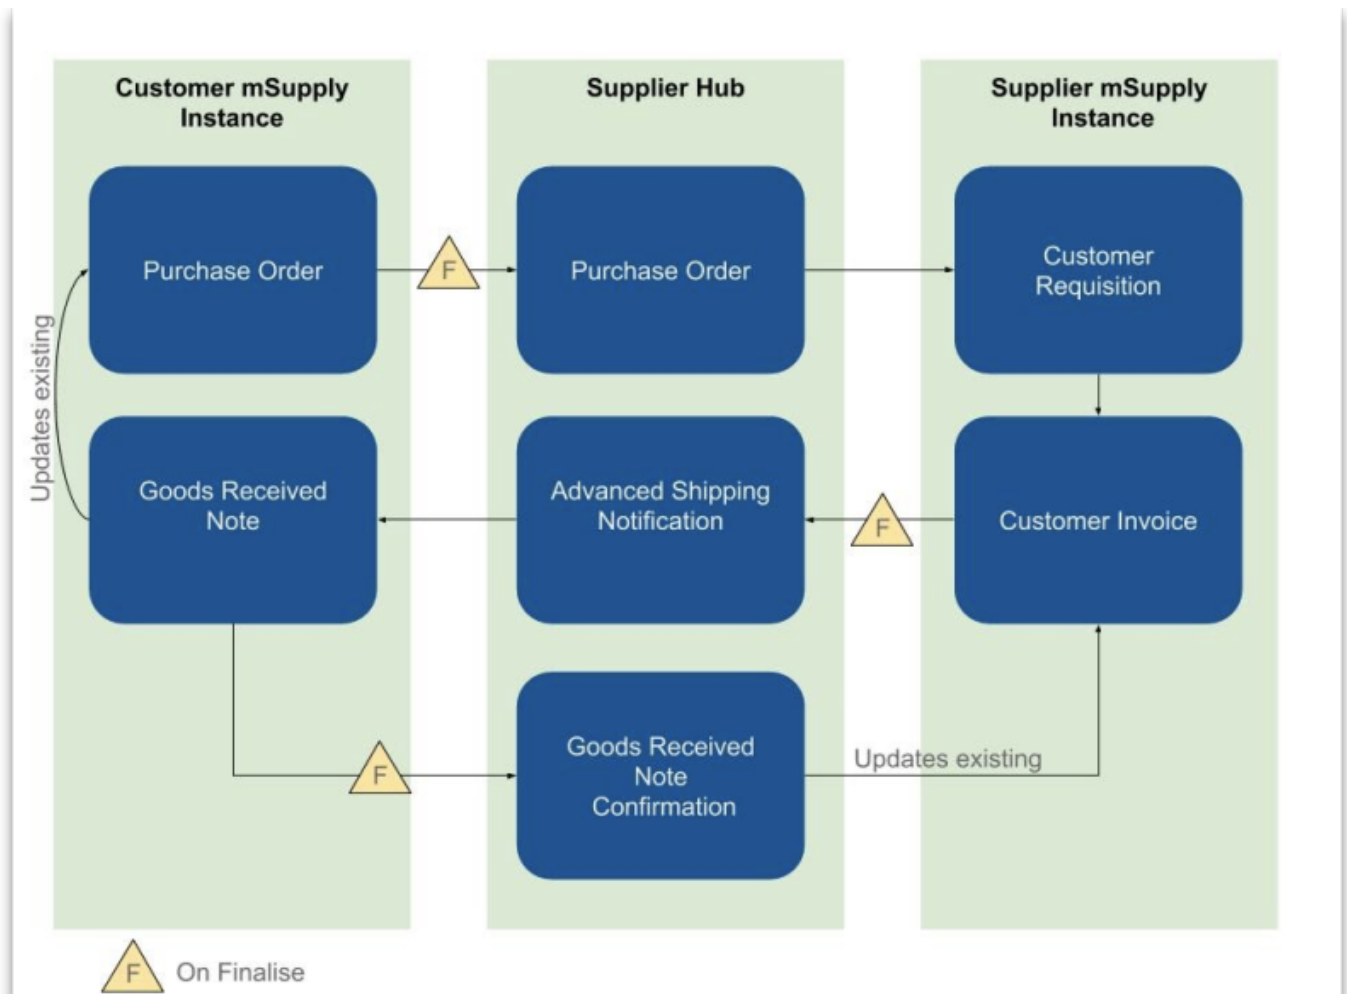 Customer mSupply
Instance
Supplier Hub
Supplier mSupply
Instance
Purchase Order
F
Purchase Order
Customer
Requisition
Updates existing
Goods Received
Note
Advanced Shipping
Notification
F
Customer Invoice
F
Goods Received
Note
Confirmation
Updates existing
F
On Finalise